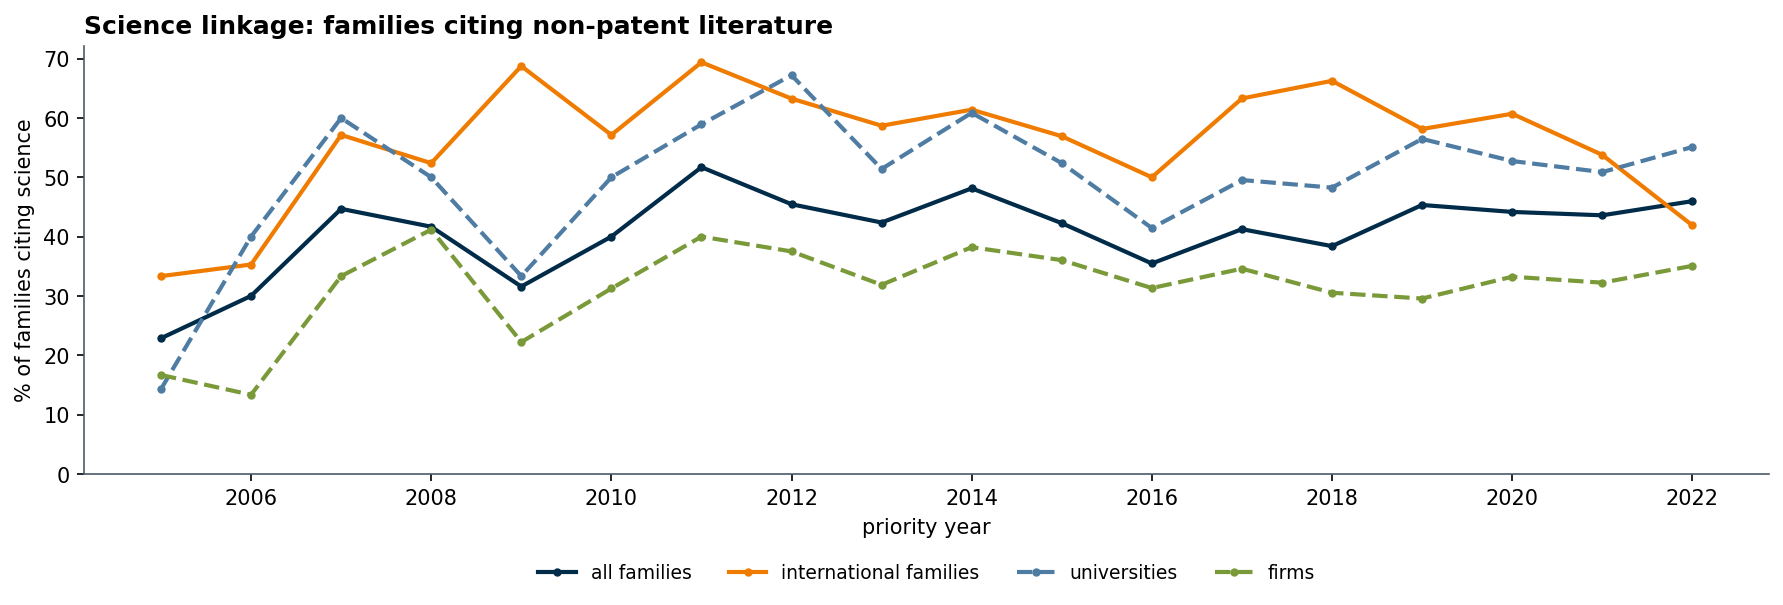 Science linkage: families citing non-patent literature
% of families citing science
70
60
50
40
30
20
10
0
2006 2008 2010 2012 2014 2016 2018 2020 2022
priority year
all families international families universities firms